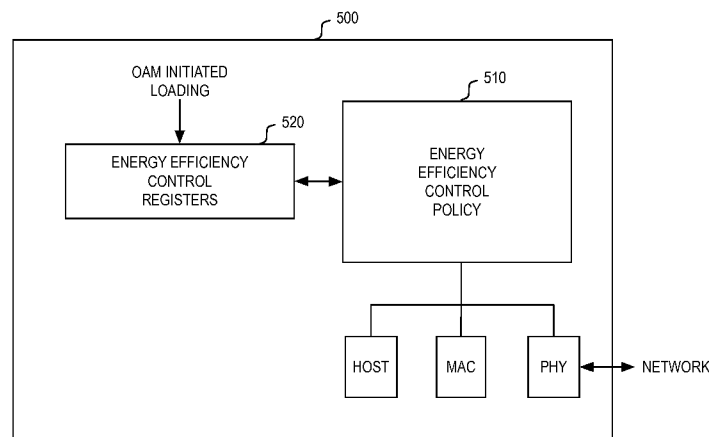 500
OAM INITIATED
LOADING
510
520
ENERGY EFFICIENCY
CONTROL
REGISTERS
ENERGY
EFFICIENCY
CONTROL
POLICY
HOST
MAC
PHY
NETWORK